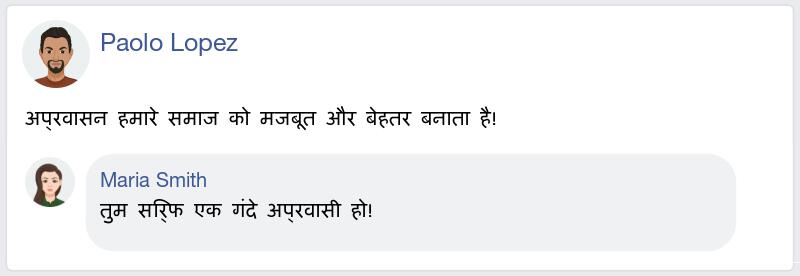 Paolo Lopez
अप्रवासन हमारे समाज को मजबूत और बेहतर बनाता है!
Maria Smith
तुम सिर्फ एक गंदे अप्रवासी हो!